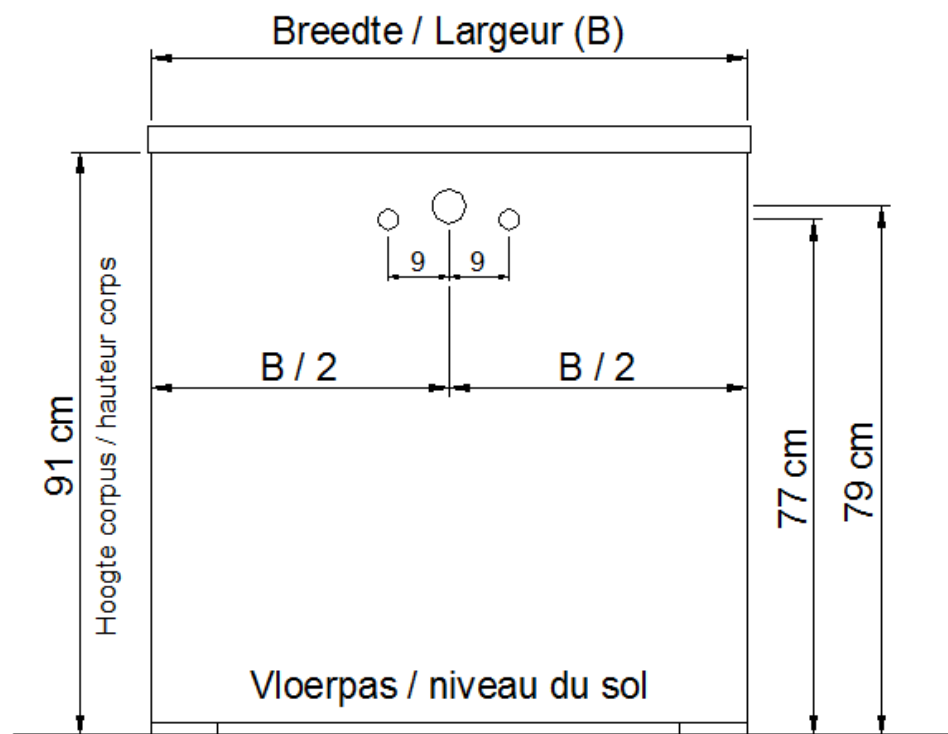 Breedte / Largeur (B)
9
9
B / 2
B / 2
91 cm
Hoogte corpus / hauteur corps
77 cm
79 cm
Vloerpas / niveau du sol